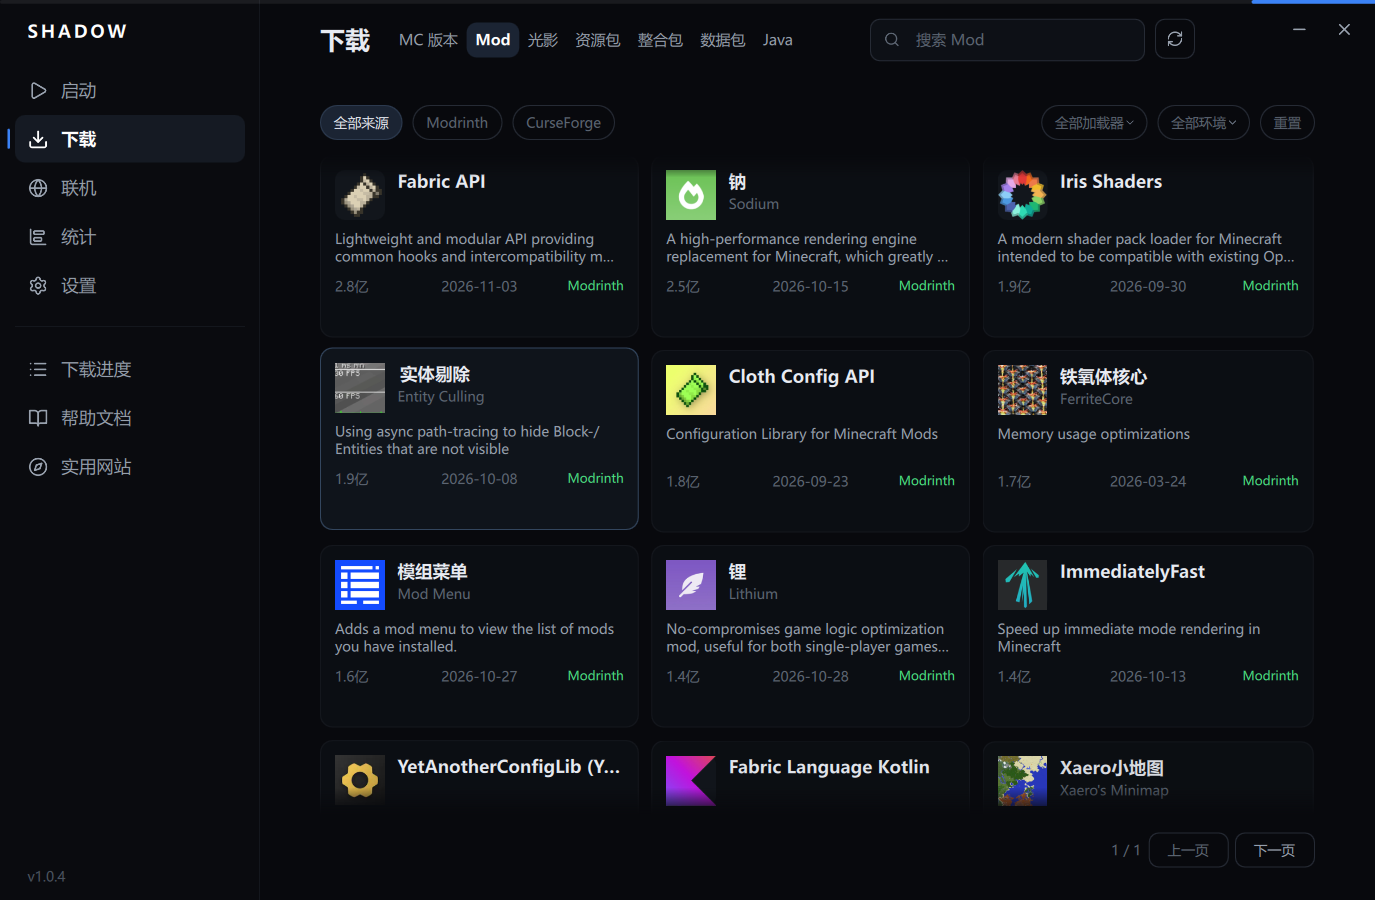 SHADOW
启动
下载
联机
统计
设置
下载进度
帮助文档
实用网站
v1.0.4
下载
MC 版本 Mod 光影 资源包 整合包 数据包 Java
搜索 Mod
全部来源 Modrinth CurseForge
全部加载器 全部环境 重置
Fabric API
Lightweight and modular API providing
common hooks and intercompatibility m...
2.8亿 2026-11-03 Modrinth
钠
Sodium
A high-performance rendering engine
replacement for Minecraft, which greatly ...
2.5亿 2026-10-15 Modrinth
Iris Shaders
A modern shader pack loader for Minecraft
intended to be compatible with existing Op...
1.9亿 2026-09-30 Modrinth
30 FPS
60 FPS
实体剔除
Entity Culling
Using async path-tracing to hide Block-/
Entities that are not visible
1.9亿 2026-10-08 Modrinth
Cloth Config API
Configuration Library for Minecraft Mods
1.8亿 2026-09-23 Modrinth
铁氧体核心
FerriteCore
Memory usage optimizations
1.7亿 2026-03-24 Modrinth
模组菜单
Mod Menu
Adds a mod menu to view the list of mods
you have installed.
1.6亿 2026-10-27 Modrinth
锂
Lithium
No-compromises game logic optimization
mod, useful for both single-player games...
1.4亿 2026-10-28 Modrinth
ImmediatelyFast
Speed up immediate mode rendering in
Minecraft
1.4亿 2026-10-13 Modrinth
YetAnotherConfigLib (Y...
Fabric Language Kotlin
Xaero小地图
Xaero's Minimap
1 / 1 上一页 下一页